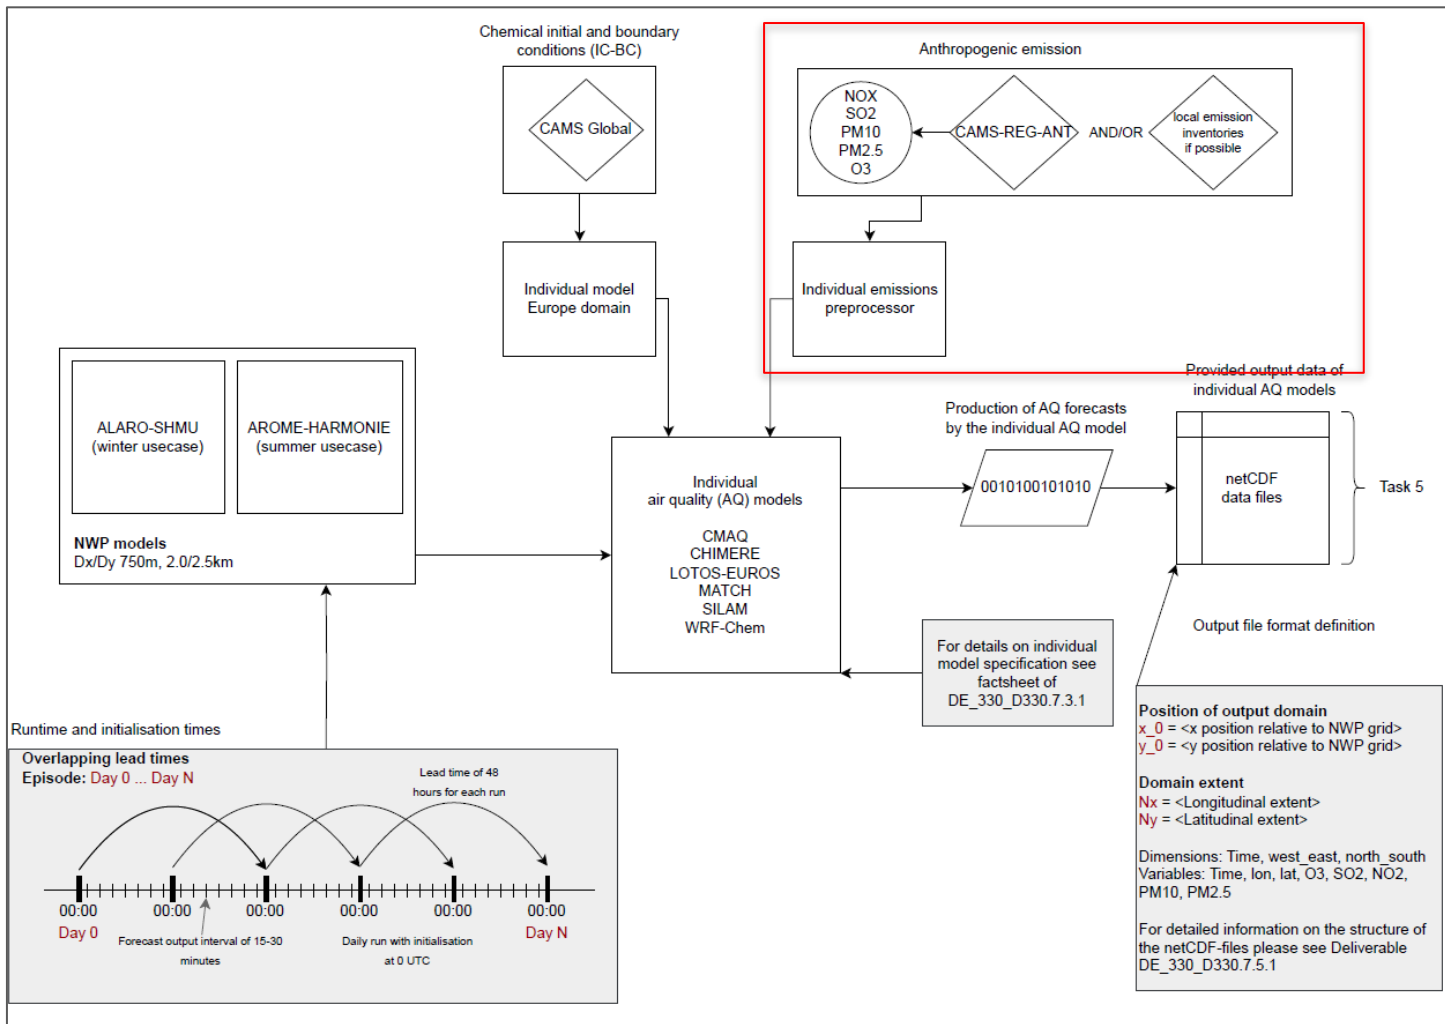 Chemical initial and boundary
conditions (IC-BC)
CAMS Global
Individual model
Europe domain
Anthropogenic emission
NOX
SO2
PM10
PM2.5
O3
CAMS-REG-ANT
AND/OR
local emission
inventories
if possible
Individual emissions
preprocessor
ALARO-SHMU
(winter usecase)
AROME-HARMONIE
(summer usecase)
NWP models
Dx/Dy 750m, 2.0/2.5km
Individual
air quality (AQ) models
CMAQ
CHIMERE
LOTOS-EUROS
MATCH
SILAM
WRF-Chem
Production of AQ forecasts
by the individual AQ model
0010100101010
Provided output data of
individual AQ models
netCDF
data files
Task 5
Output file format definition
For details on individual
model specification see
factsheet of
DE_330_D330.7.3.1
Position of output domain
x_0 = <x position relative to NWP grid>
y_0 = <y position relative to NWP grid>
Domain extent
Nx = <Longitudinal extent>
Ny = <Latitudinal extent>
Dimensions: Time, west_east, north_south
Variables: Time, lon, lat, O3, SO2, NO2,
PM10, PM2.5
For detailed information on the structure of
the netCDF-files please see Deliverable
DE_330_D330.7.5.1
Runtime and initialisation times
Overlapping lead times
Episode: Day 0 ... Day N
Lead time of 48
hours for each run
00:00
00:00
00:00
00:00
00:00
00:00
Day 0
Day N
Forecast output interval of 15-30
minutes
Daily run with initialisation
at 0 UTC